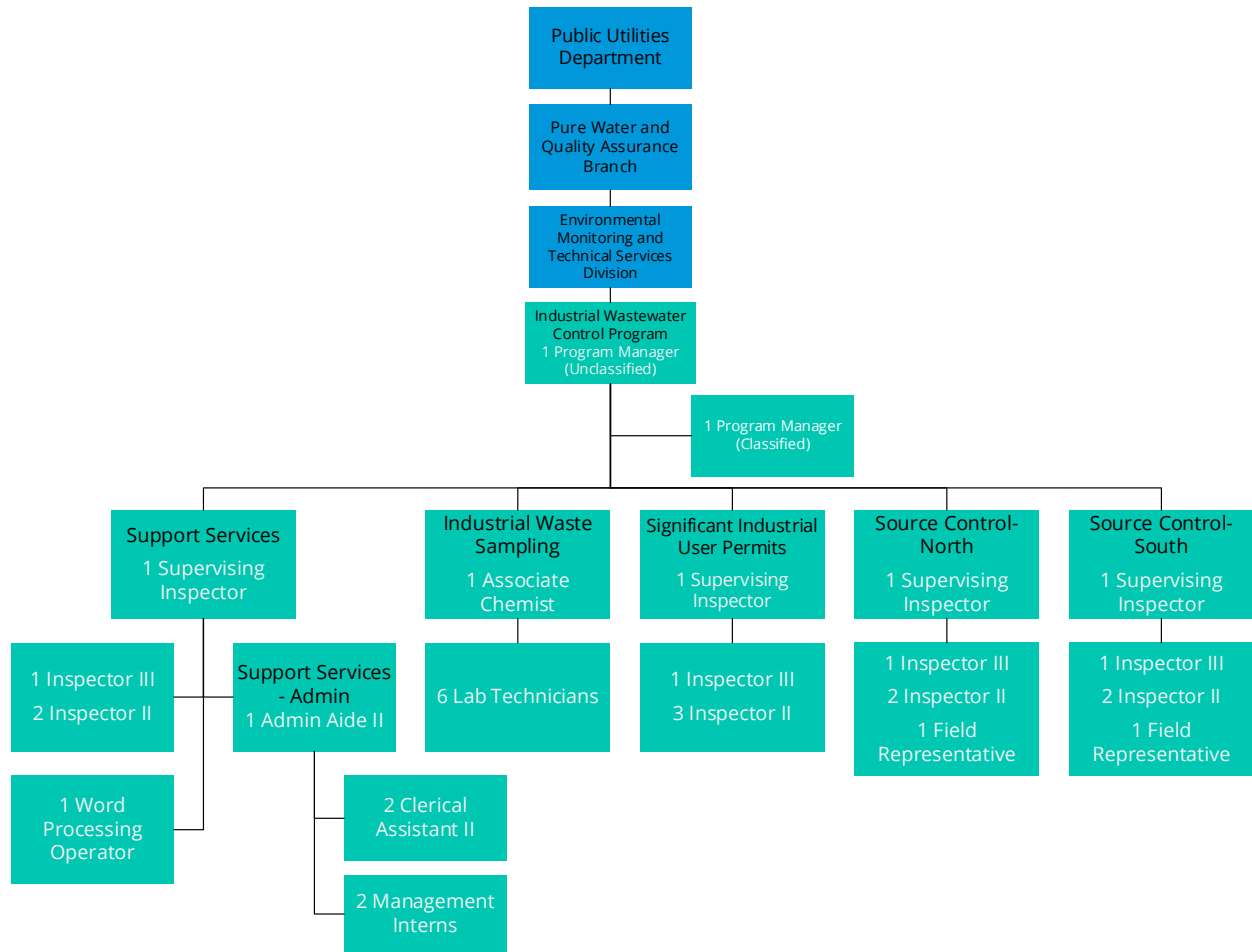 Public Utilities
Department
Pure Water and
Quality Assurance
Branch
Environmental
Monitoring and
Technical Services
Division
Industrial Wastewater
Control Program
1 Program Manager
(Unclassified)
1 Program Manager
(Classified)
Support Services
1 Supervising
Inspector
Industrial Waste
Sampling
1 Associate
Chemist
Significant Industrial
User Permits
1 Supervising
Inspector
Source Control-
North
1 Supervising
Inspector
Source Control-
South
1 Supervising
Inspector
1 Inspector III
2 Inspector II
Support Services
- Admin
1 Admin Aide II
6 Lab Technicians
1 Inspector III
3 Inspector II
1 Inspector III
2 Inspector II
1 Field
Representative
1 Inspector III
2 Inspector II
1 Field
Representative
1 Word
Processing
Operator
2 Clerical
Assistant II
2 Management
Interns